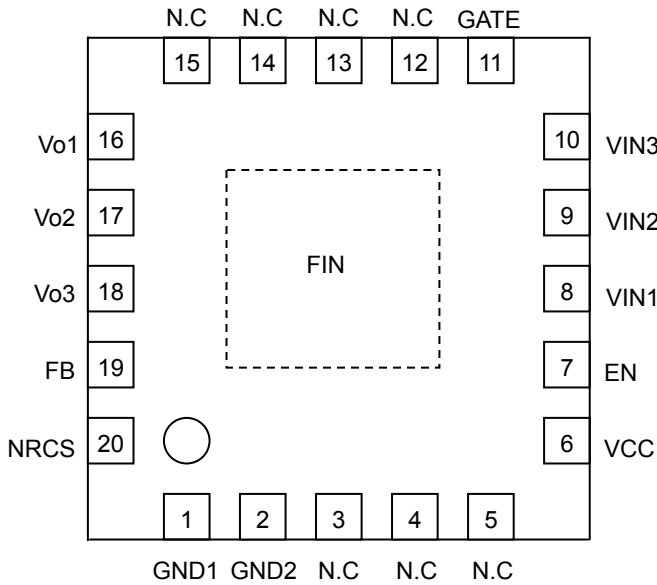 N.C N.C N.C N.C GATE
15 14 13 12 11
Vo1 16 10 VIN3
Vo2 17 9 VIN2
FIN
Vo3 18 8 VIN1
FB 19 7 EN
NRCS 20 6 VCC
1 2 3 4 5
GND1 GND2 N.C N.C N.C